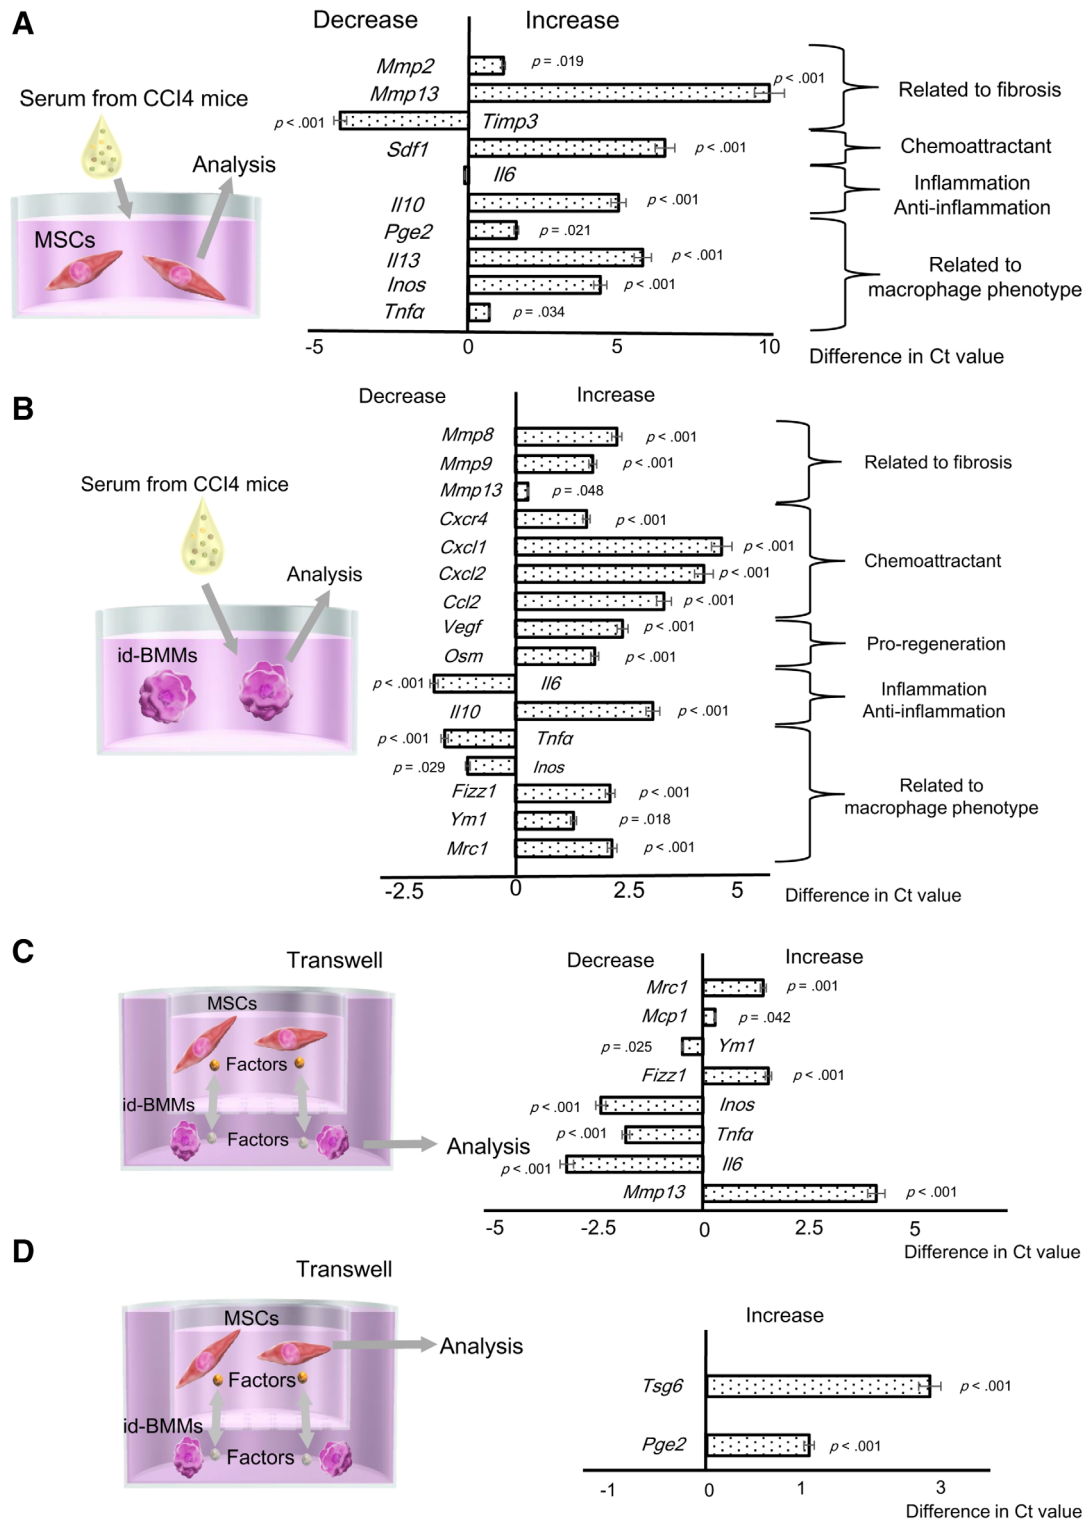 A
Decrease
Increase
Serum from CCl4 mice
Analysis
MSCs
Mmp2
p = .019
Mmp13
p < .001
p < .001
Timp3
Sdf1
p < .001
Il6
Il10
p < .001
Pge2
p = .021
Il13
p < .001
Inos
p < .001
Tnfα
p = .034
Related to fibrosis
Chemoattractant
Inflammation
Anti-inflammation
Related to
macrophage phenotype
-5
0
5
10
Difference in Ct value
B
Decrease
Increase
Serum from CCl4 mice
Analysis
id-BMMs
Mmp8
p < .001
Mmp9
p < .001
Mmp13
p = .048
Cxcr4
p < .001
Cxcl1
p < .001
Cxcl2
p < .001
Ccl2
p < .001
Vegf
p < .001
Osm
p < .001
p < .001
Il6
Il10
p < .001
p < .001
Tnfα
p = .029
Inos
Fizz1
p < .001
Ym1
p = .018
Mrc1
p < .001
Related to fibrosis
Chemoattractant
Pro-regeneration
Inflammation
Anti-inflammation
Related to
macrophage phenotype
-2.5
0
2.5
5
Difference in Ct value
C
Transwell
MSCs
Factors
id-BMMs
Factors
Analysis
Decrease
Increase
Mrc1
p = .001
Mcp1
p = .042
p = .025
Ym1
Fizz1
p < .001
p < .001
Inos
p < .001
Tnfα
p < .001
Il6
Mmp13
p < .001
-5
-2.5
0
2.5
5
Difference in Ct value
D
Transwell
MSCs
Analysis
Factors
id-BMMs
Factors
Increase
Tsg6
p < .001
Pge2
p < .001
-1
0
1
3
Difference in Ct value